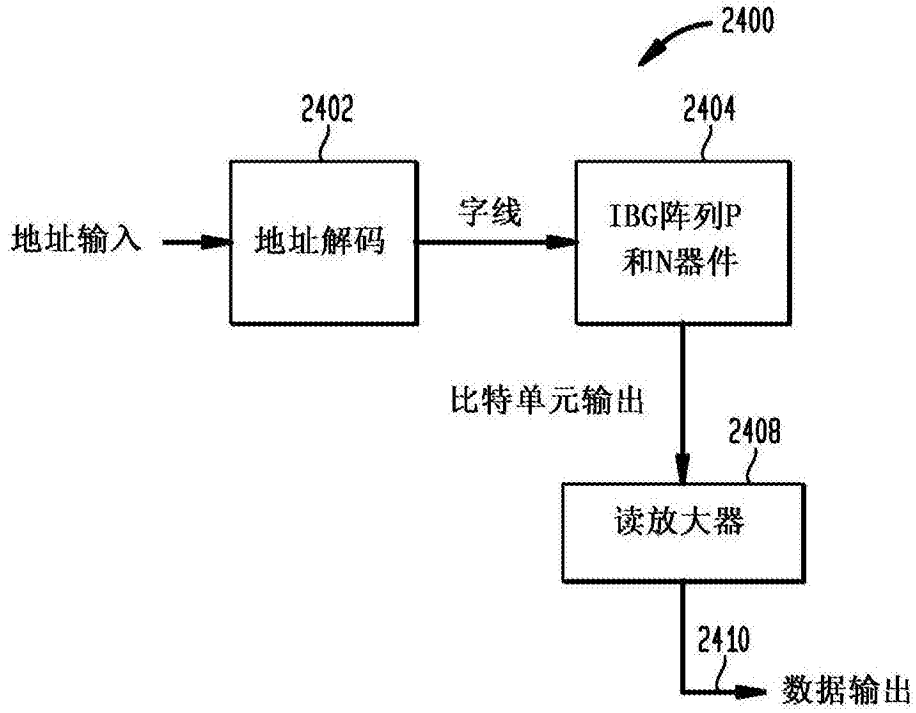 2400
2402
2404
地址输入
地址解码
字线
IBG阵列P
和N器件
比特单元输出
2408
读放大器
2410
数据输出